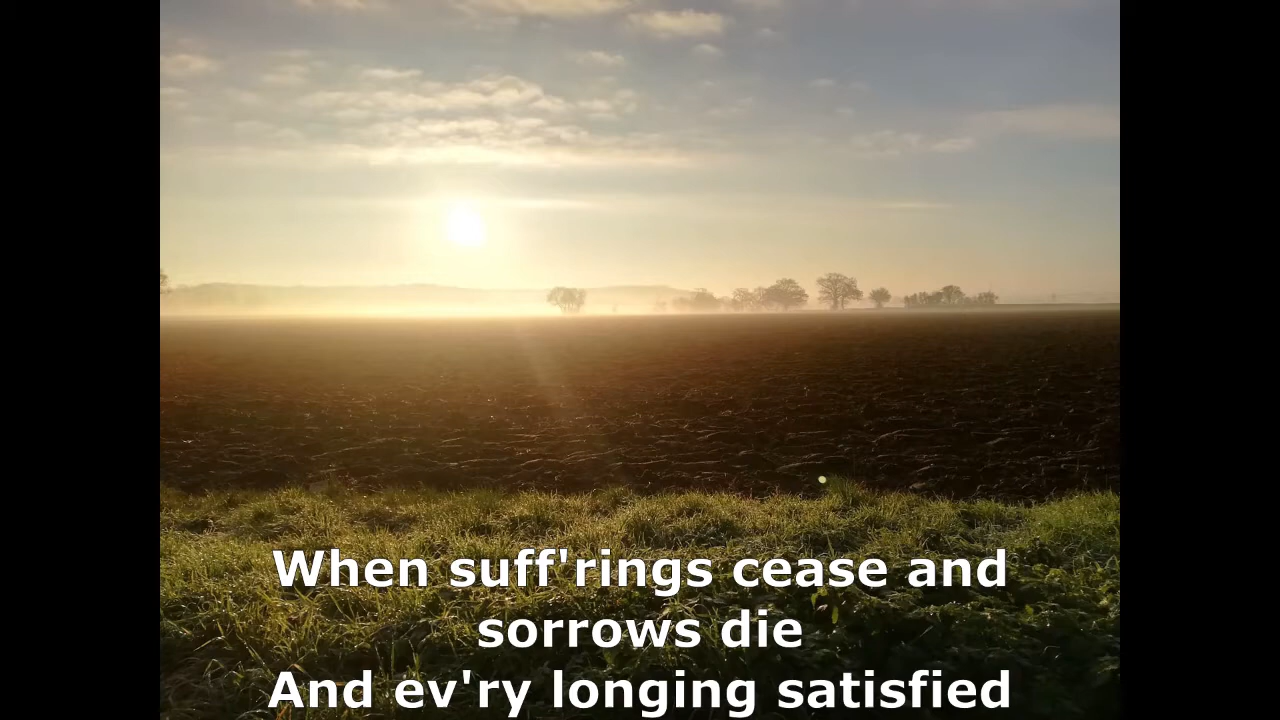 When suff'rings cease and
sorrows die
And ev'ry longing satisfied